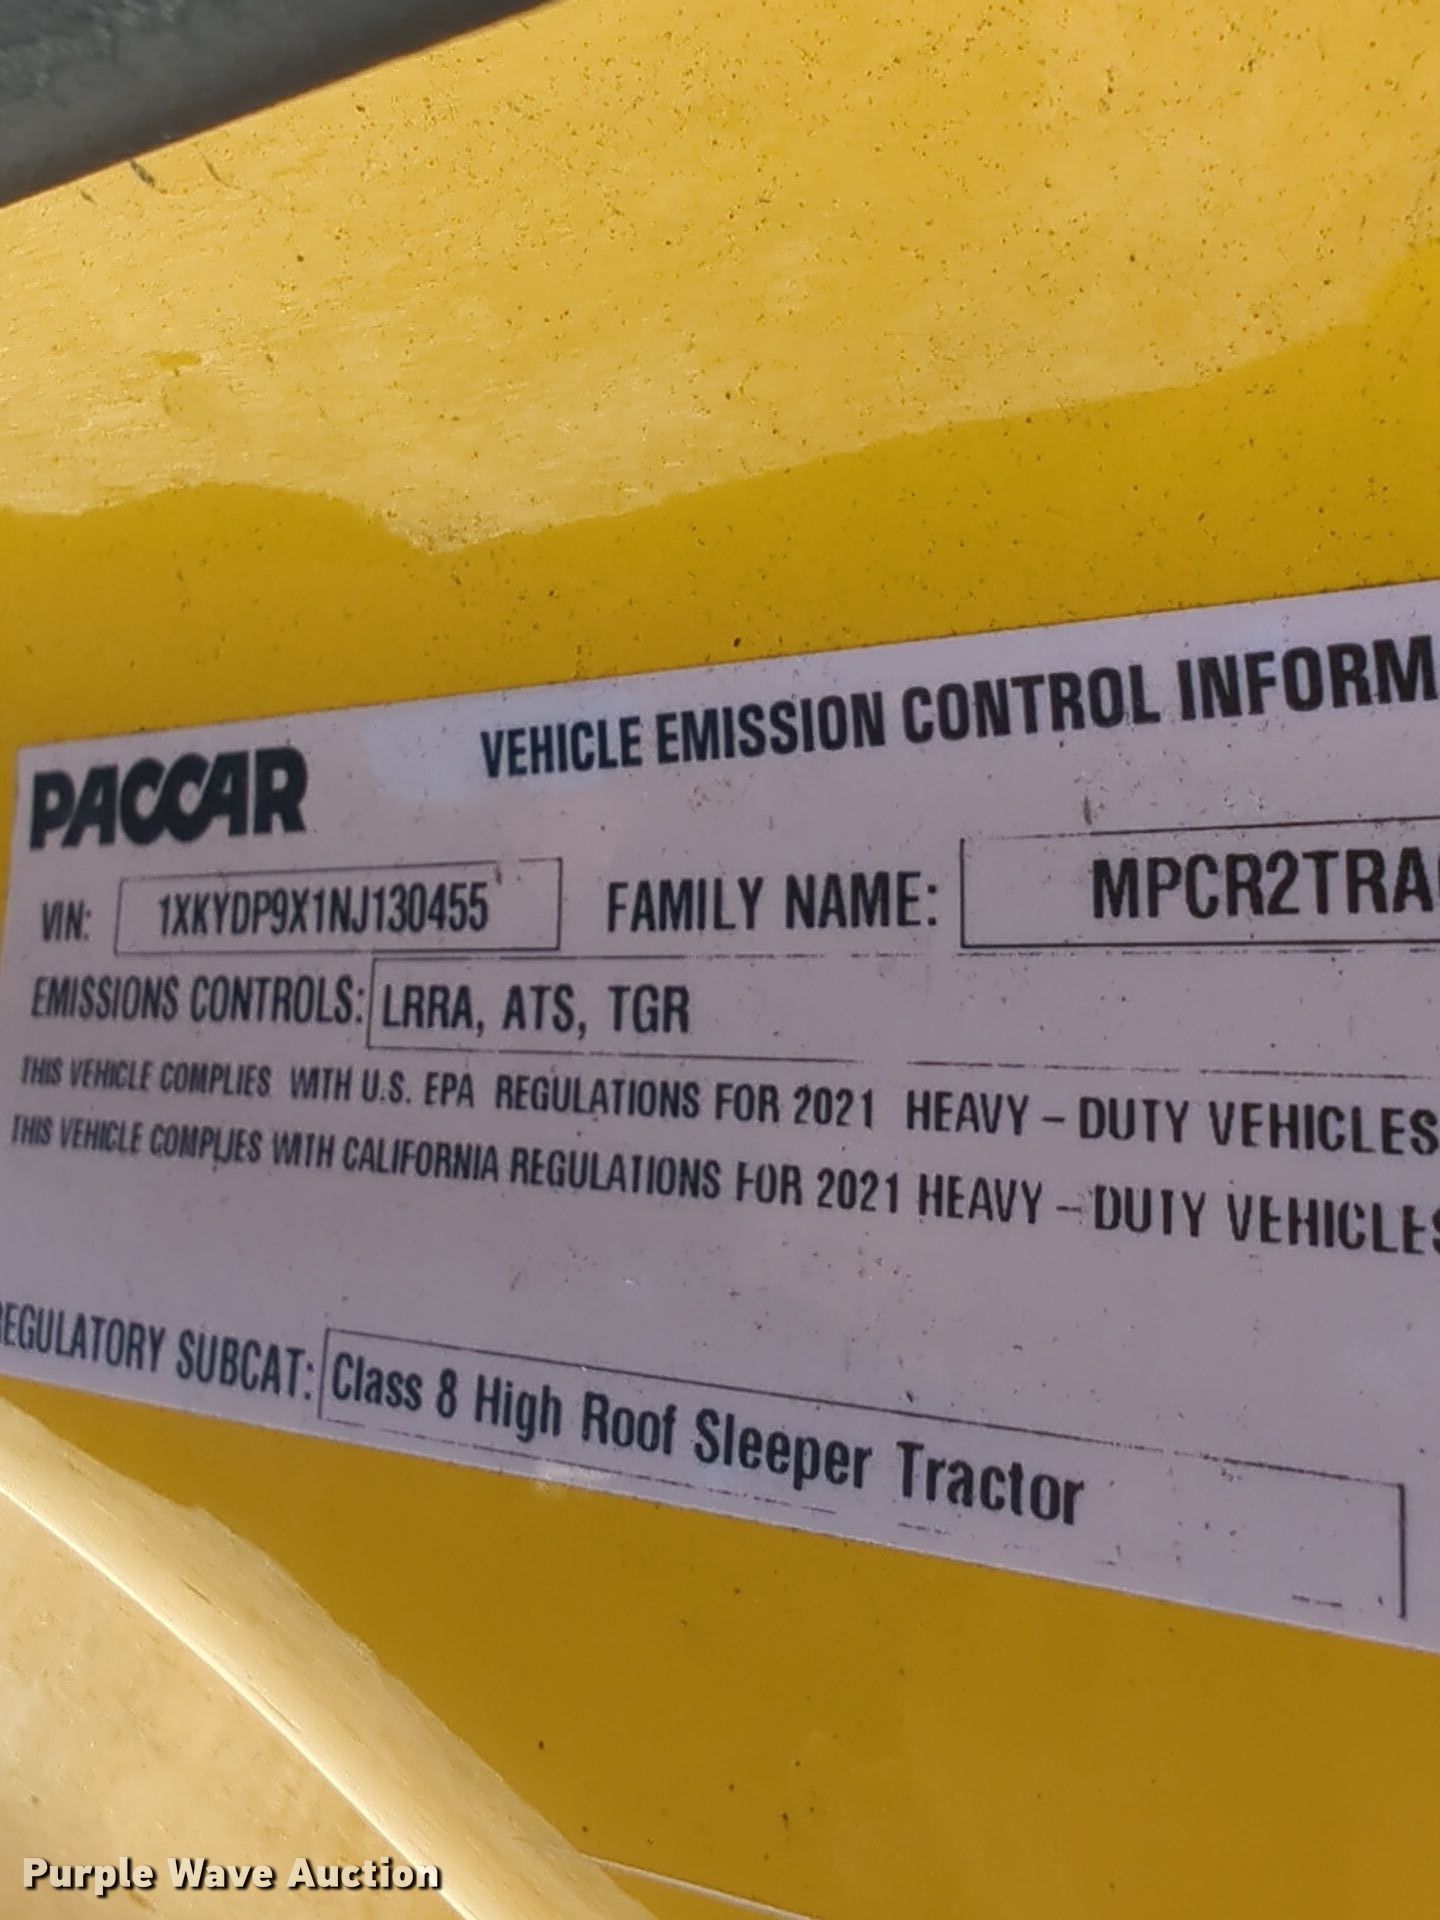 VEHICLE EMISSION CONTROL INFORM
PACCAR
VIN: 1XKYDP9X1NJ130455 FAMILY NAME: MPCR2TRA
EMISSIONS CONTROLS: LRRA, ATS, TGR
THIS VEHICLE COMPLIES WITH U.S. EPA REGULATIONS FOR 2021 HEAVY – DUTY VEHICLES
THIS VEHICLE COMPLIES WITH CALIFORNIA REGULATIONS FOR 2021 HEAVY – DUTY VEHICLES
REGULATORY SUBCAT: Class 8 High Roof Sleeper Tractor
Purple Wave Auction